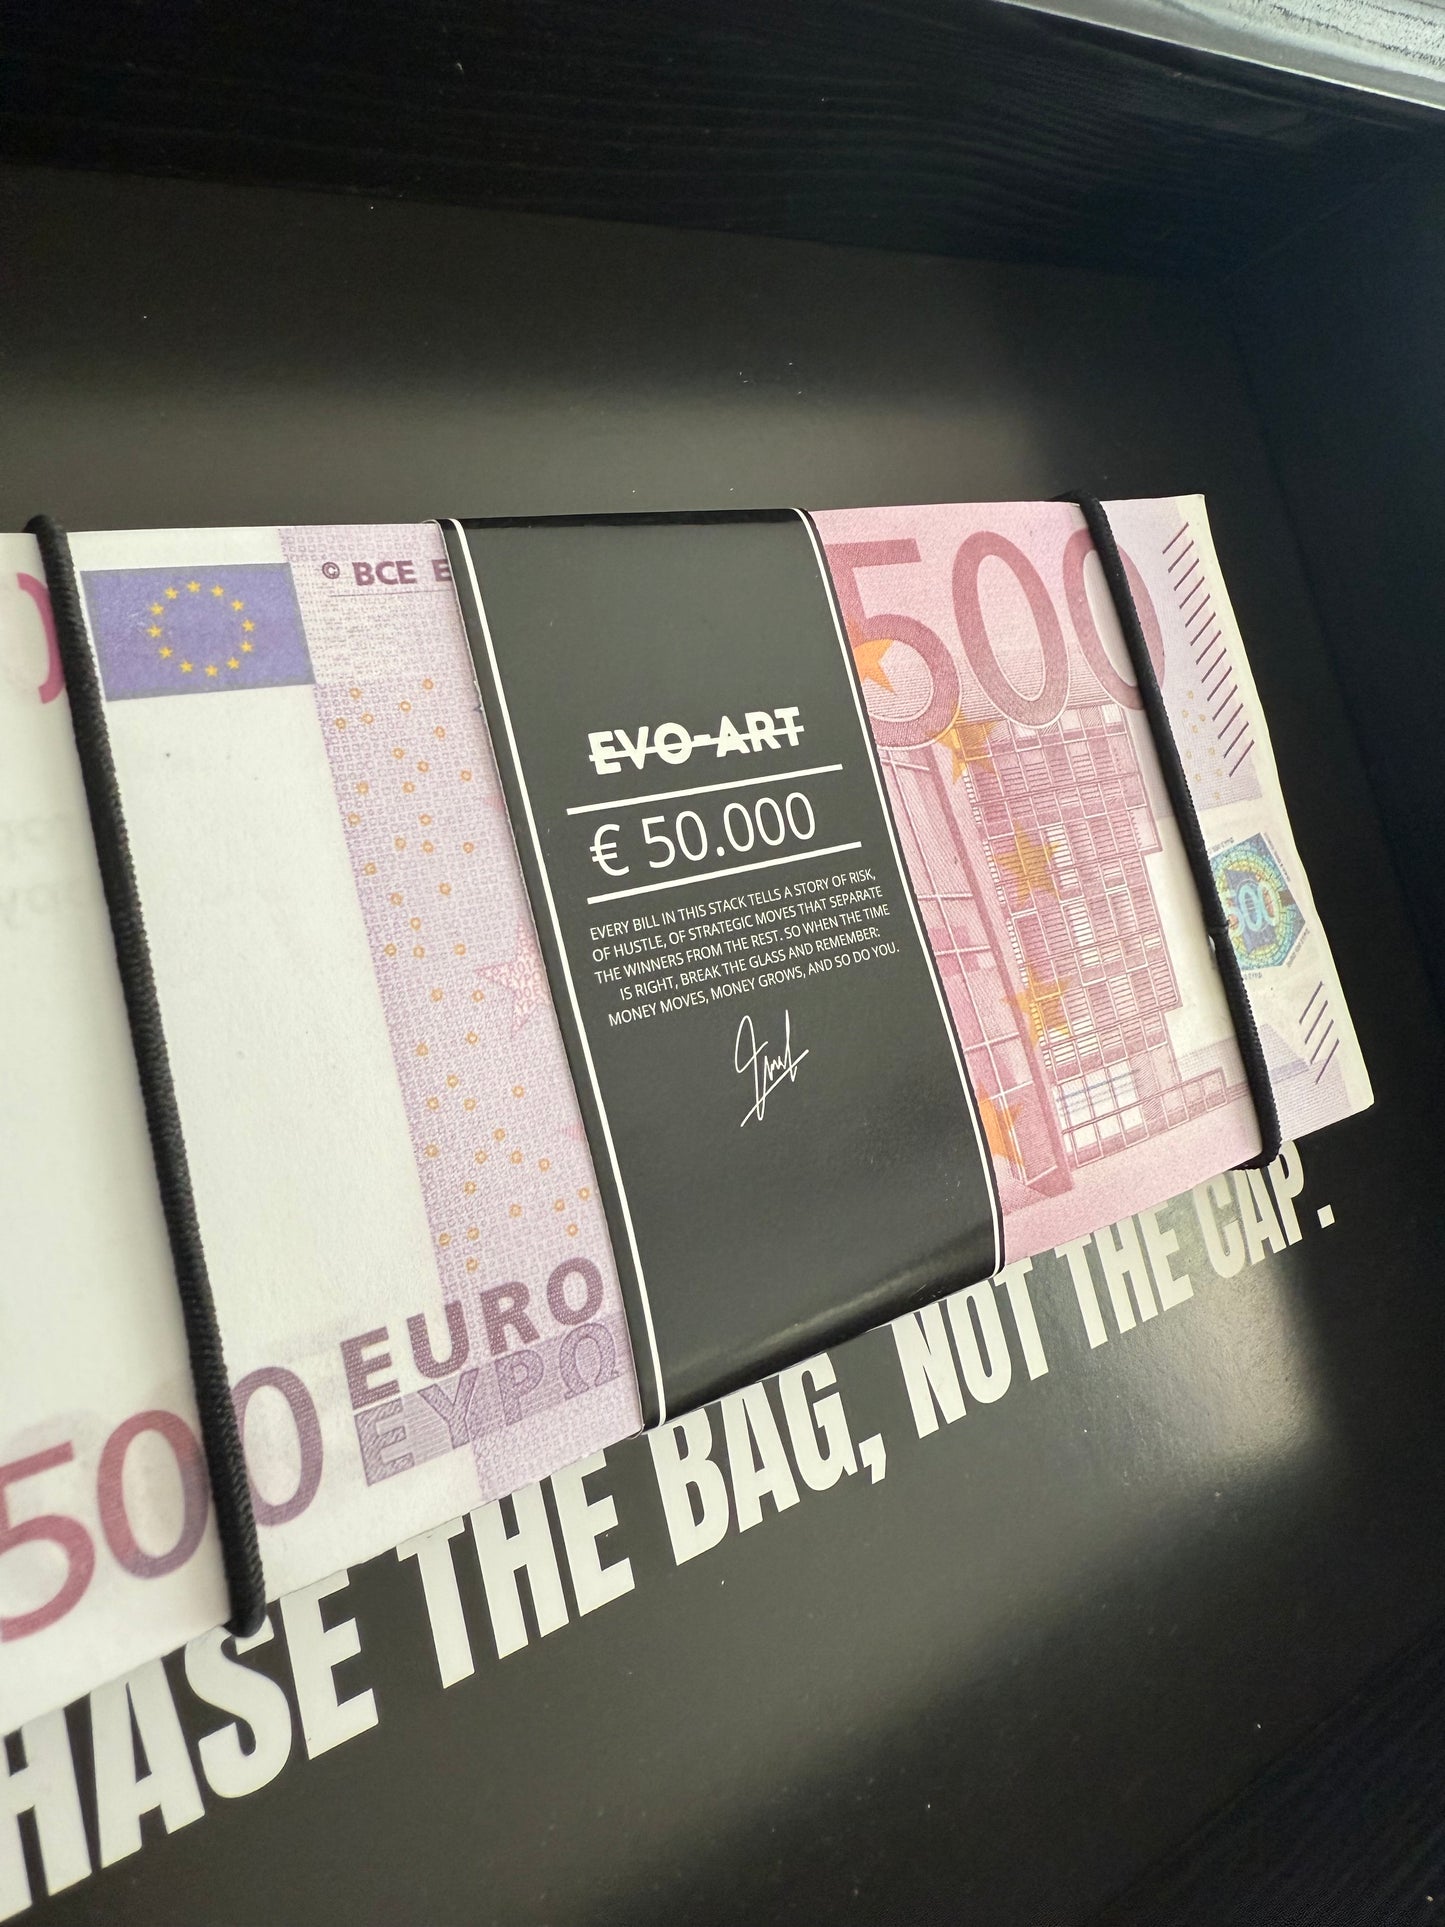 © BCE E
EVO-ART
€ 50.000
EVERY BILL IN THIS STACK TELLS A STORY OF RISK,
OF HUSTLE, OF STRATEGIC MOVES THAT SEPARATE
THE WINNERS FROM THE REST. SO WHEN THE TIME
IS RIGHT, BREAK THE GLASS AND REMEMBER:
MONEY MOVES, MONEY GROWS, AND SO DO YOU.
500
500
500 EURO
ΕΥΡΩ
HASE THE BAG, NOT THE CAP.